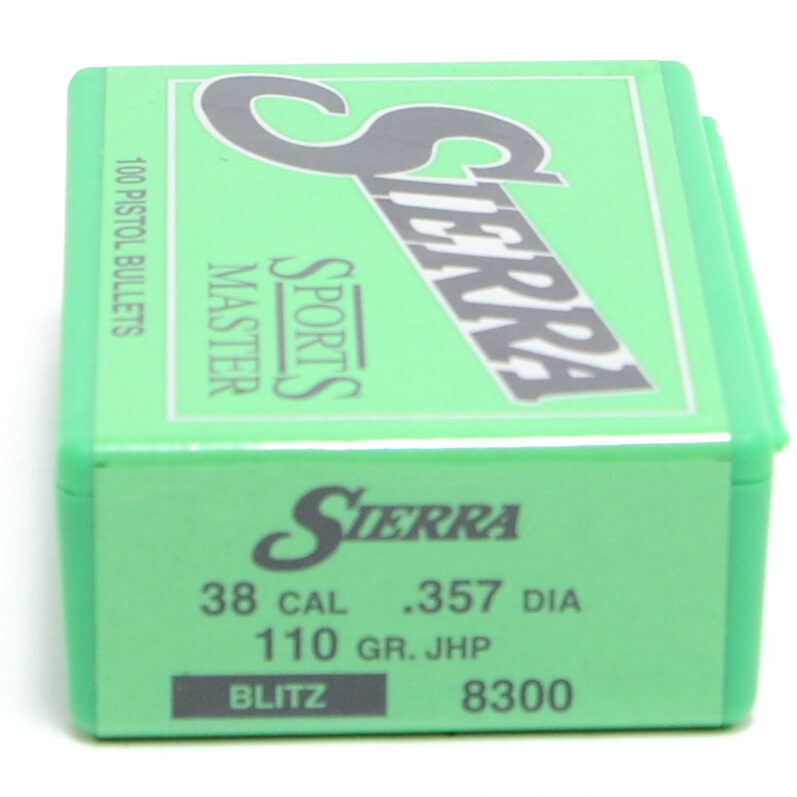 SIERRA
SPORTS
MASTER
100 PISTOL BULLETS
SIERRA
38 CAL .357 DIA
110 GR. JHP
BLITZ 8300